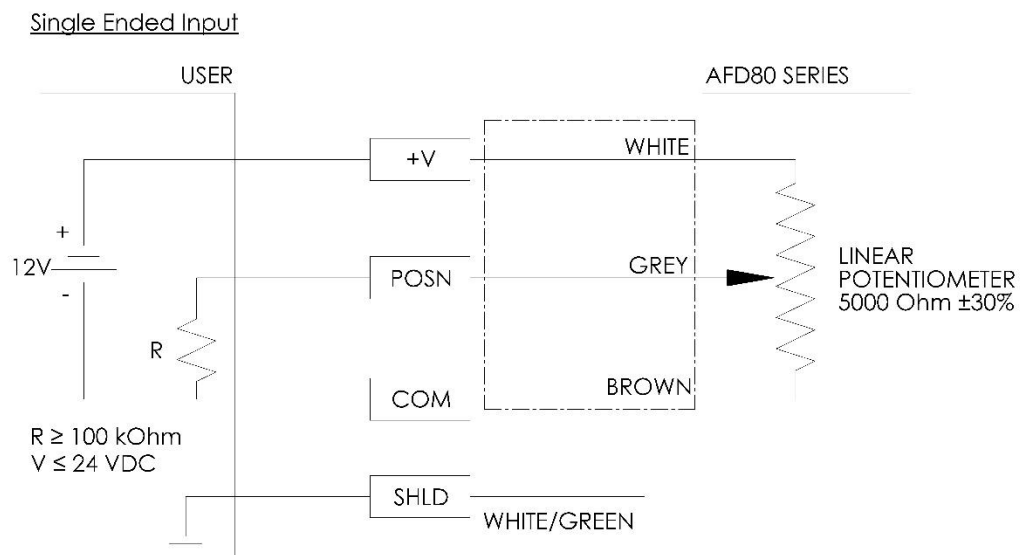 Single Ended Input
USER
AFD80 SERIES
+V
WHITE
+
12V
-
POSN
GREY
LINEAR
POTENTIOMETER
5000 Ohm ±30%
R
COM
BROWN
R ≥ 100 kOhm
V ≤ 24 VDC
SHLD
WHITE/GREEN